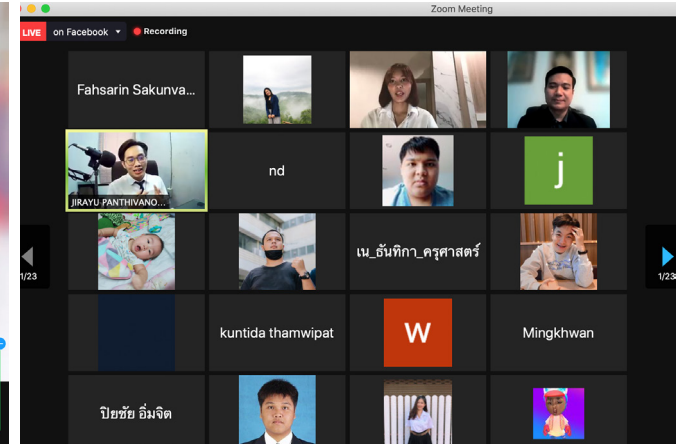 Zoom Meeting
LIVE on Facebook Recording
Fahsarin Sakunva...
JIRAYU PANTHIVANO...
nd
j
เน_ธันทิกา_ครุศาสตร์
1/23
1/23
kuntida thamwipat
W
Mingkhwan
ปิยชัย อิ่มจิต